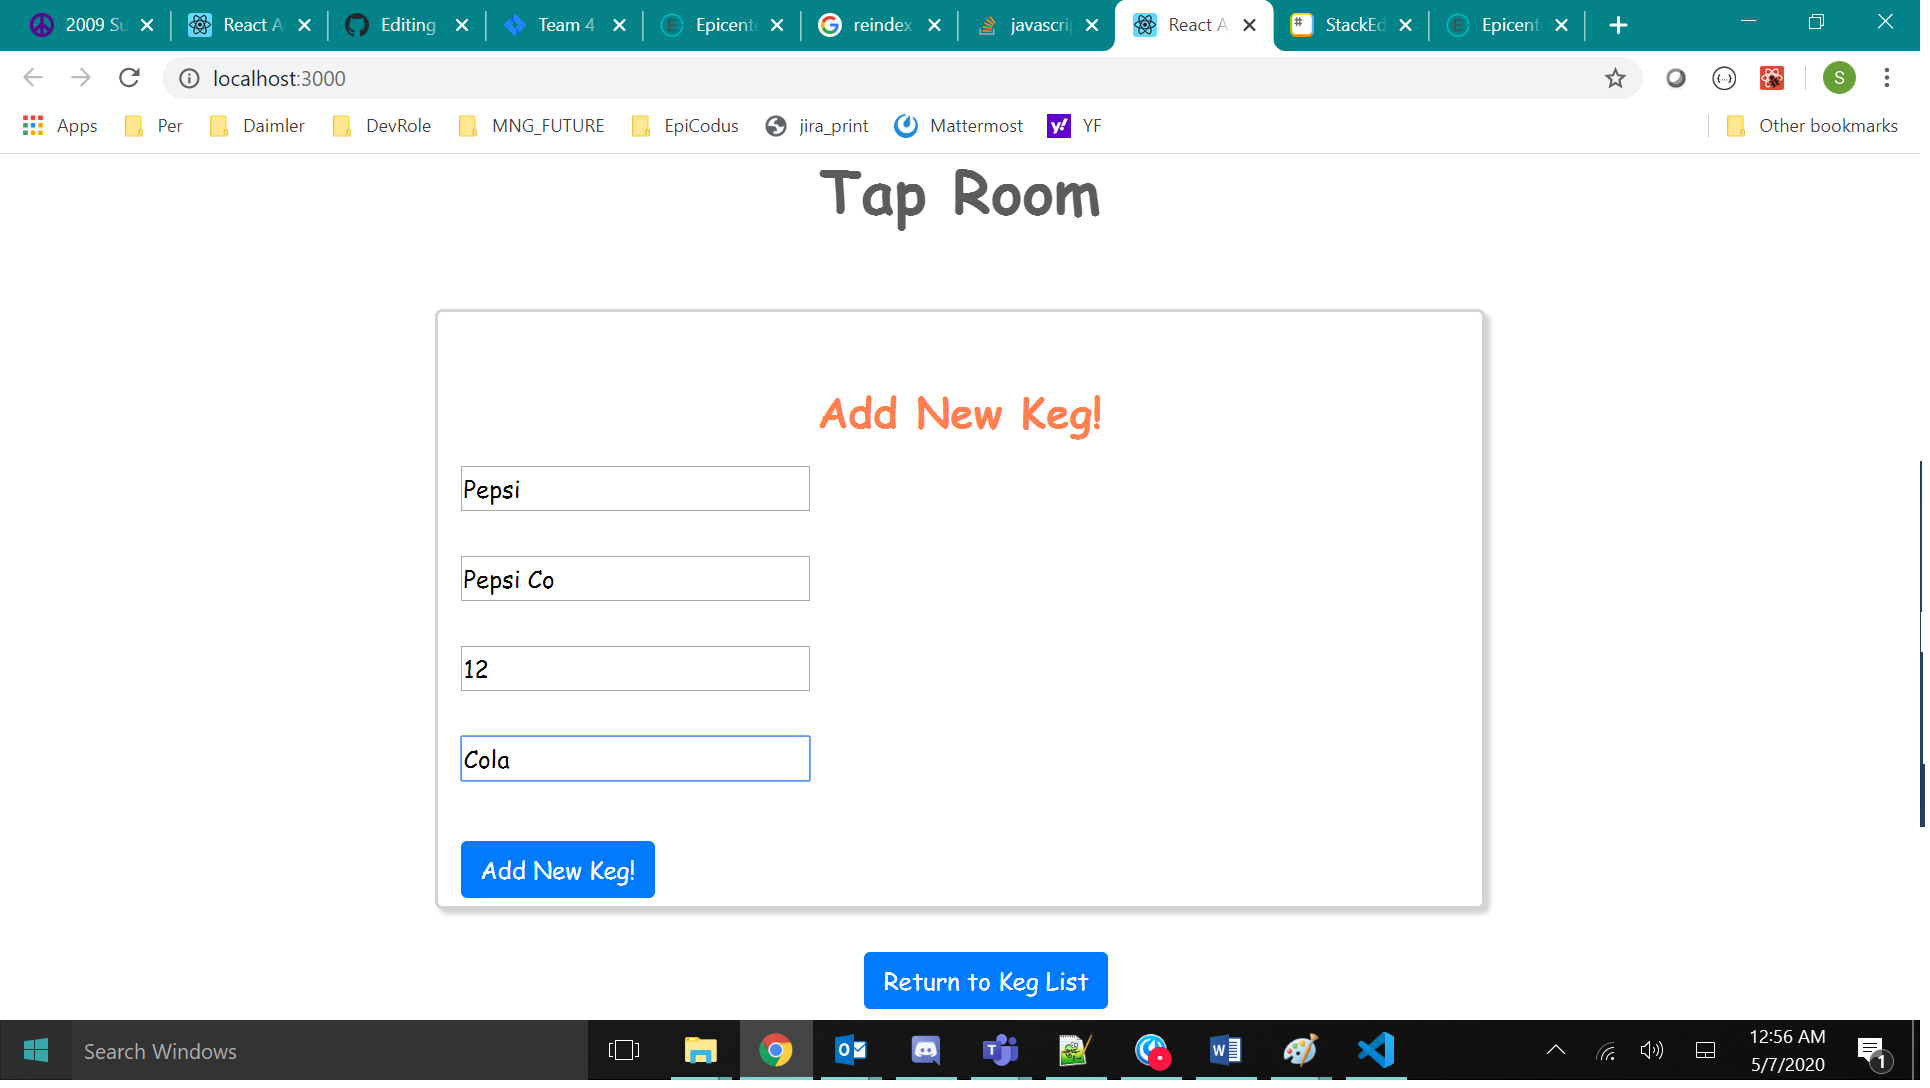 2009 Su React A Editing Team 4 Epicent reindex javascri React A StackEd Epicent
localhost:3000 S
Apps Per Daimler DevRole MNG_FUTURE EpiCodus jira_print Mattermost YF Other bookmarks
Tap Room
Add New Keg!
Pepsi
Pepsi Co
12
Cola
Add New Keg!
Return to Keg List
Search Windows
12:56 AM
5/7/2020
1